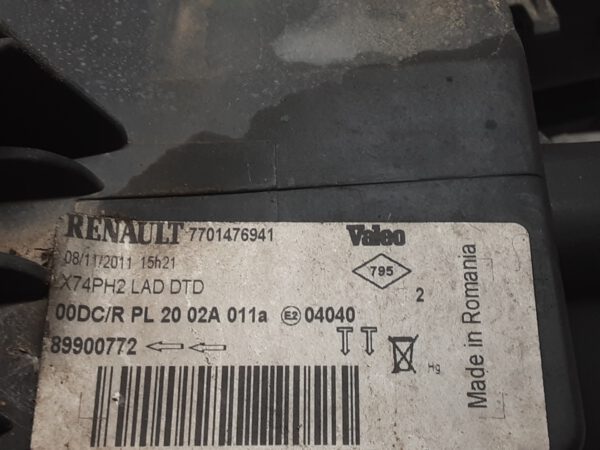 RENAULT 7701476941 Valeo
08/11/2011 15h21
795
X74PH2 LAD DTD
2
00DC/R PL 20 02A 011a E2 04040
89900772
Hg
Made in Romania